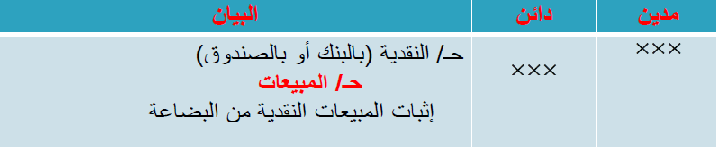 مدين دائن البيان
××× حـ/ النقدية (بالبنك أو بالصندوق)
××× حـ/ المبيعات
إثبات المبيعات النقدية من البضاعة